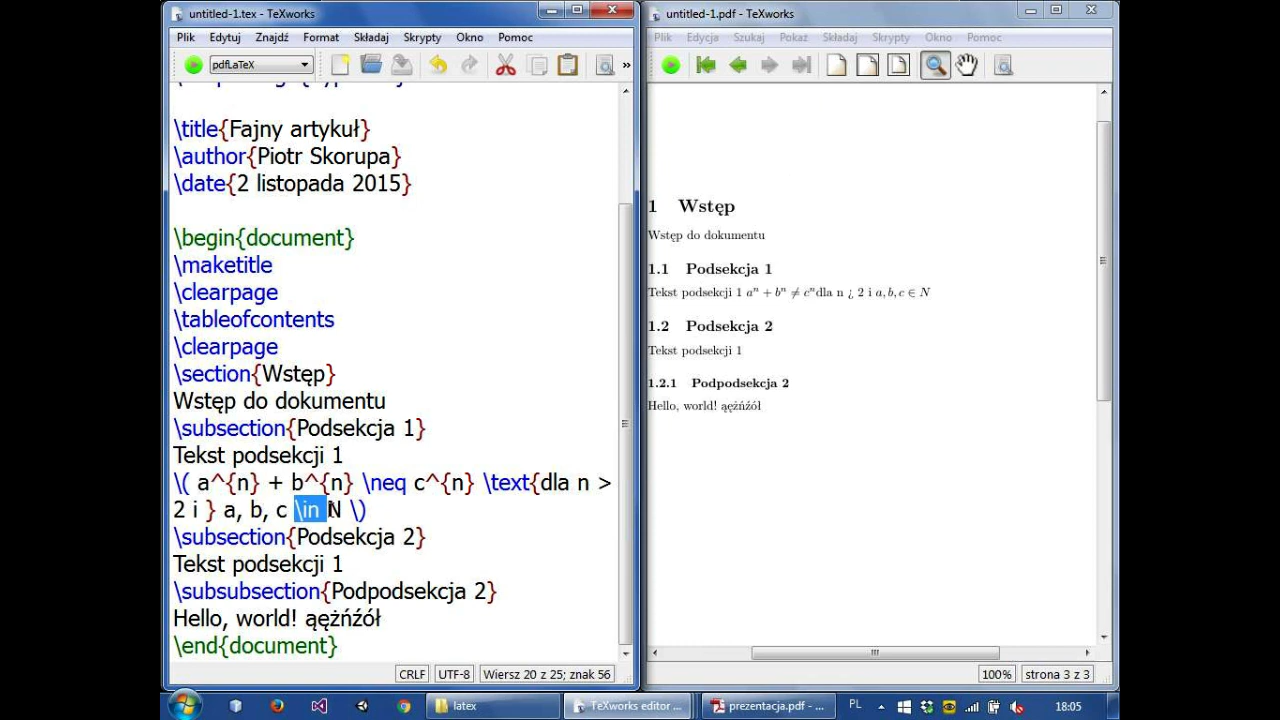 untitled-1.tex - TeXworks
Plik Edytuj Znajdź Format Składaj Skrypty Okno Pomoc
pdfLaTeX
»
\title{Fajny artykuł}
\author{Piotr Skorupa}
\date{2 listopada 2015}
\begin{document}
\maketitle
\clearpage
\tableofcontents
\clearpage
\section{Wstęp}
Wstęp do dokumentu
\subsection{Podsekcja 1}
Tekst podsekcji 1
\( a^{n} + b^{n} \neq c^{n} \text{dla n >
2 i } a, b, c \in N \)
\subsection{Podsekcja 2}
Tekst podsekcji 1
\subsubsection{Podpodsekcja 2}
Hello, world! ąężńźół
\end{document}
CRLF UTF-8 Wiersz 20 z 25; znak 56
untitled-1.pdf - TeXworks
Plik Edycja Szukaj Pokaż Składaj Skrypty Okno Pomoc
1 Wstęp
Wstęp do dokumentu
1.1 Podsekcja 1
Tekst podsekcji 1 aⁿ + bⁿ ≠ cⁿdla n ¿ 2 i a, b, c ∈ N
1.2 Podsekcja 2
Tekst podsekcji 1
1.2.1 Podpodsekcja 2
Hello, world! ąężńźół
100% strona 3 z 3
latex TeXworks editor ... prezentacja.pdf - ... PL 18:05